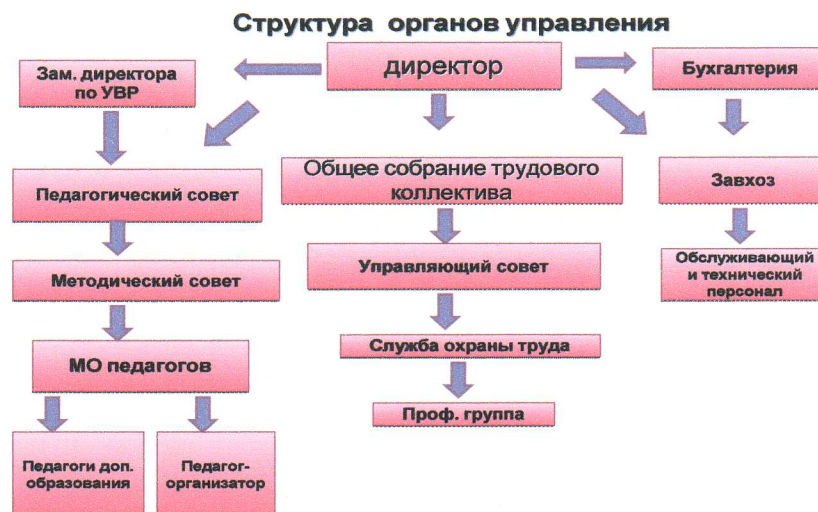 Структура органов управления
Зам. директора
по УВР
директор
Бухгалтерия
Педагогический совет
Общее собрание трудового
коллектива
Завхоз
Методический совет
Управляющий совет
Обслуживающий
и технический
персонал
МО педагогов
Служба охраны труда
Проф. группа
Педагоги доп.
образования
Педагог-
организатор